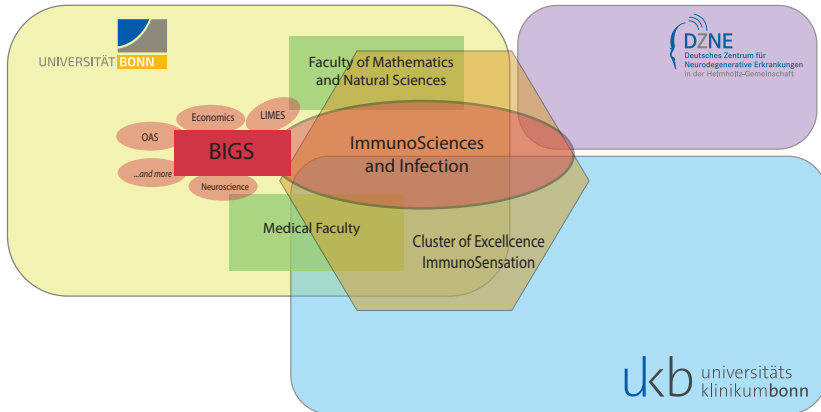 UNIVERSITÄT BONN
Faculty of Mathematics
and Natural Sciences
DZNE
Deutsches Zentrum für
Neurodegenerative Erkrankungen
in der Helmholtz-Gemeinschaft
Economics
LIMES
OAS
BIGS
...and more
Neuroscience
ImmunoSciences
and Infection
Medical Faculty
Cluster of Excellcence
ImmunoSensation
ukb universitäts
klinikumbonn